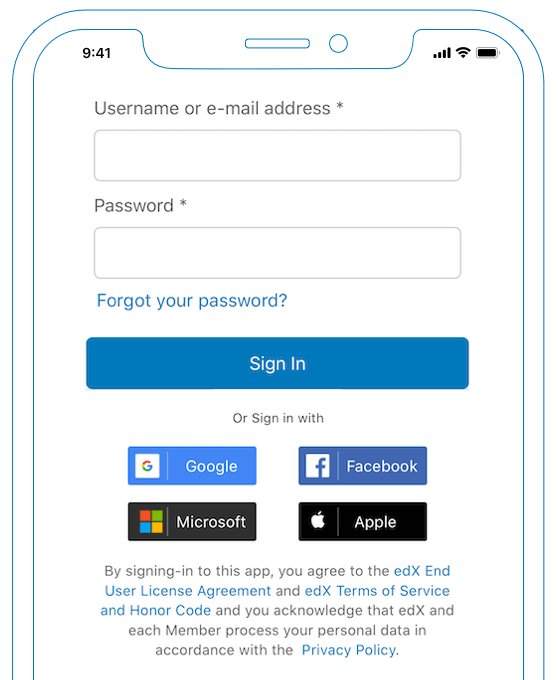 9:41
Username or e-mail address *
Password *
Forgot your password?
Sign In
Or Sign in with
Google
Facebook
Microsoft
Apple
By signing-in to this app, you agree to the edX End
User License Agreement and edX Terms of Service
and Honor Code and you acknowledge that edX and
each Member process your personal data in
accordance with the Privacy Policy.